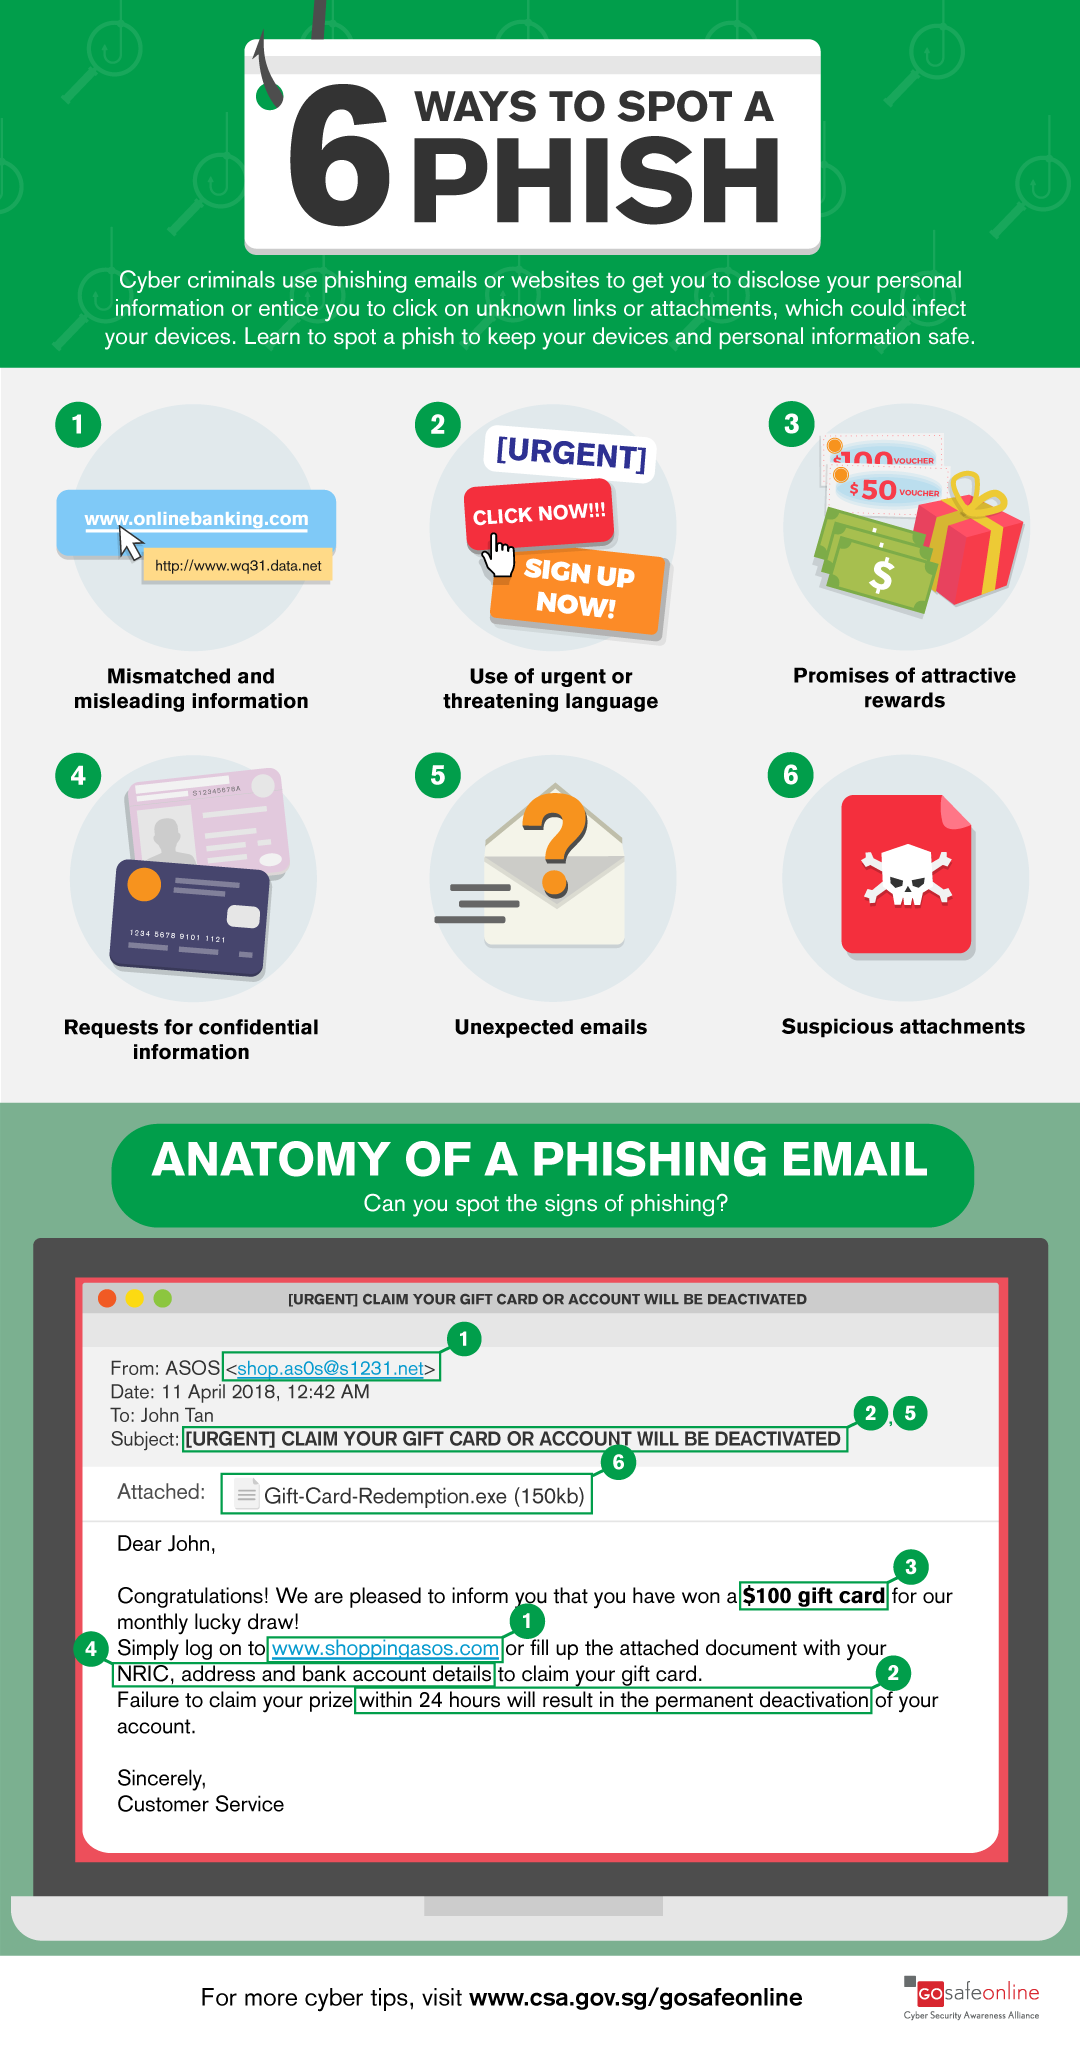 6
WAYS TO SPOT A
PHISH
Cyber criminals use phishing emails or websites to get you to disclose your personal
information or entice you to click on unknown links or attachments, which could infect
your devices. Learn to spot a phish to keep your devices and personal information safe.
1
www.onlinebanking.com
http://www.wq31.data.net
Mismatched and
misleading information
2
[URGENT]
CLICK NOW!!!
SIGN UP
NOW!
Use of urgent or
threatening language
3
$100 VOUCHER
$50 VOUCHER
$
Promises of attractive
rewards
4
S12345678A
1234 5678 9101 1121
Requests for confidential
information
5
?
Unexpected emails
6
Suspicious attachments
ANATOMY OF A PHISHING EMAIL
Can you spot the signs of phishing?
[URGENT] CLAIM YOUR GIFT CARD OR ACCOUNT WILL BE DEACTIVATED
1
From: ASOS <shop.as0s@s1231.net>
Date: 11 April 2018, 12:42 AM
To: John Tan
2, 5
Subject: [URGENT] CLAIM YOUR GIFT CARD OR ACCOUNT WILL BE DEACTIVATED
6
Attached: Gift-Card-Redemption.exe (150kb)
Dear John,
3
Congratulations! We are pleased to inform you that you have won a $100 gift card for our
monthly lucky draw!
1
Simply log on to www.shoppingasos.com or fill up the attached document with your
4
NRIC, address and bank account details to claim your gift card.
2
Failure to claim your prize within 24 hours will result in the permanent deactivation of your
account.
Sincerely,
Customer Service
For more cyber tips, visit www.csa.gov.sg/gosafeonline
GOsafeonline
Cyber Security Awareness Alliance